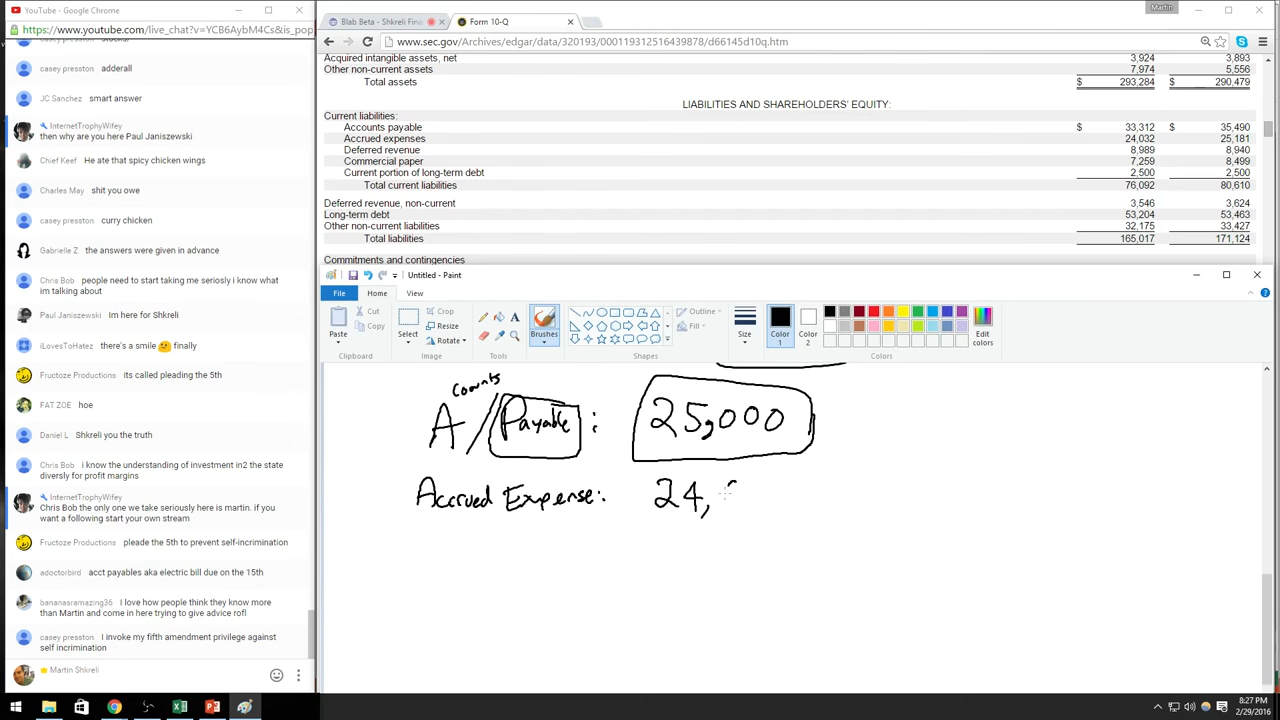 YouTube - Google Chrome
https://www.youtube.com/live_chat?v=YCB6AybM4Cs&is_pop
casey presston adderall
JC Sanchez smart answer
InternetTrophyWifey
then why are you here Paul Janiszewski
Chief Keef He ate that spicy chicken wings
Charles May shit you owe
casey presston curry chicken
Gabrielle Z the answers were given in advance
Chris Bob people need to start taking me seriosly i know what
im talking about
Paul Janiszewski Im here for Shkreli
iLovesToHatez there's a smile finally
Fructoze Productions its called pleading the 5th
FAT ZOE hoe
Daniel L Shkreli you the truth
Chris Bob i know the understanding of investment in2 the state
diversly for profit margins
InternetTrophyWifey
Chris Bob the only one we take seriously here is martin. if you
want a following start your own stream
Fructoze Productions pleade the 5th to prevent self-incrimination
adoctorbird acct payables aka electric bill due on the 15th
bananasramazing36 I love how people think they know more
than Martin and come in here trying to give advice rofl
casey presston I invoke my fifth amendment privilege against
self incrimination
Martin Shkreli
Martin
Blab Beta - Shkreli Fina
Form 10-Q
www.sec.gov/Archives/edgar/data/320193/000119312516439878/d66145d10q.htm
Acquired intangible assets, net 3,924 3,893
Other non-current assets 7,974 5,556
Total assets $ 293,284 $ 290,479
LIABILITIES AND SHAREHOLDERS' EQUITY:
Current liabilities:
Accounts payable $ 33,312 $ 35,490
Accrued expenses 24,032 25,181
Deferred revenue 8,989 8,940
Commercial paper 7,259 8,499
Current portion of long-term debt 2,500 2,500
Total current liabilities 76,092 80,610
Deferred revenue, non-current 3,546 3,624
Long-term debt 53,204 53,463
Other non-current liabilities 32,175 33,427
Total liabilities 165,017 171,124
Commitments and contingencies
Untitled - Paint
File Home View
Paste Cut Copy Select Crop Resize Rotate Brushes Outline Fill Size Color 1 Color 2 Edit colors
Clipboard Image Tools Shapes Colors
counts
A/Payable: 25,000
Accrued Expense: 24,
8:27 PM
2/29/2016